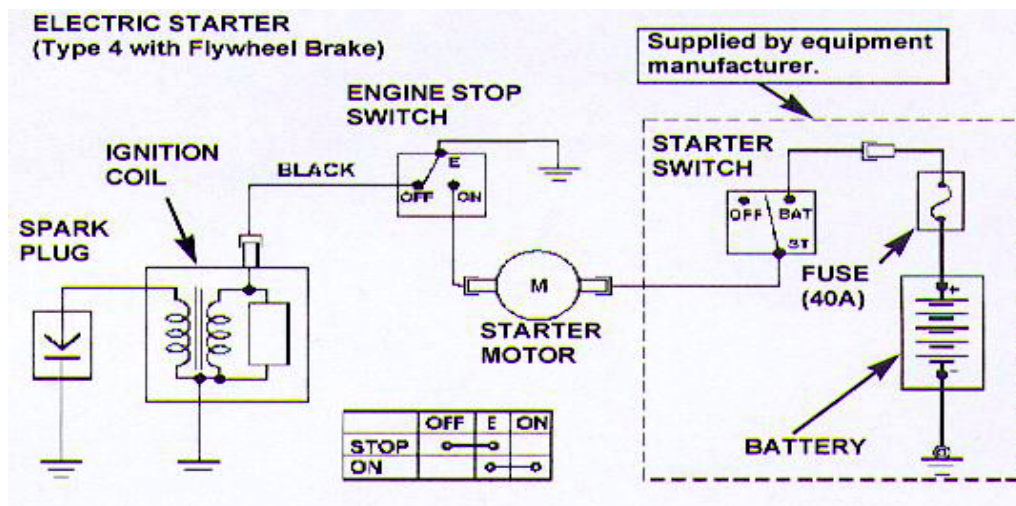 ELECTRIC STARTER
(Type 4 with Flywheel Brake)
Supplied by equipment
manufacturer.
ENGINE STOP
SWITCH
STARTER
SWITCH
IGNITION
COIL
BLACK
E
OFF
ON
OFF
BAT
ST
SPARK
PLUG
M
FUSE
(40A)
STARTER
MOTOR
+
-
BATTERY
OFF E ON
STOP
ON